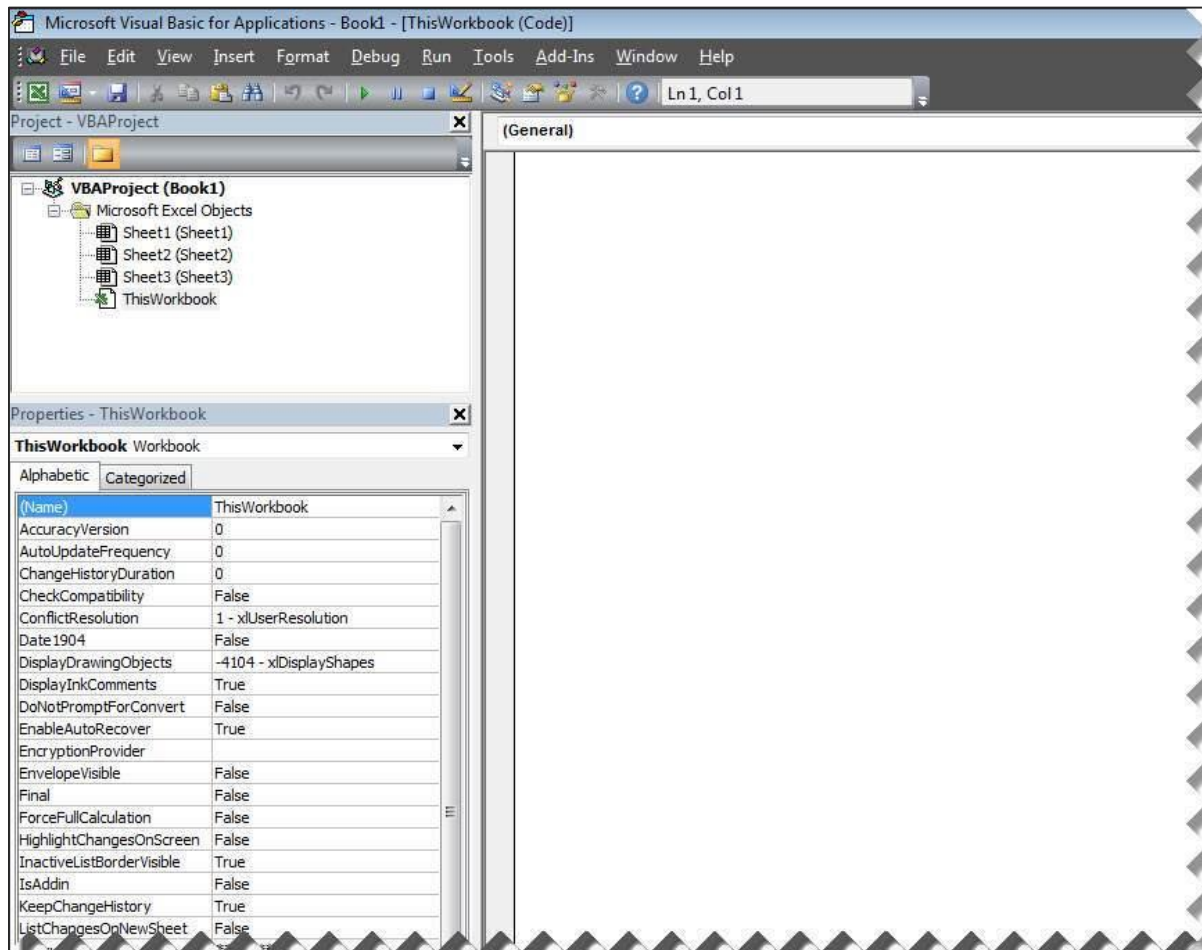 Microsoft Visual Basic for Applications - Book1 - [ThisWorkbook (Code)]
File Edit View Insert Format Debug Run Tools Add-Ins Window Help
Ln 1, Col 1
Project - VBAProject
(General)
VBAProject (Book1)
Microsoft Excel Objects
Sheet1 (Sheet1)
Sheet2 (Sheet2)
Sheet3 (Sheet3)
ThisWorkbook
Properties - ThisWorkbook
ThisWorkbook Workbook
Alphabetic Categorized
(Name) ThisWorkbook
AccuracyVersion 0
AutoUpdateFrequency 0
ChangeHistoryDuration 0
CheckCompatibility False
ConflictResolution 1 - xlUserResolution
Date1904 False
DisplayDrawingObjects -4104 - xlDisplayShapes
DisplayInkComments True
DoNotPromptForConvert False
EnableAutoRecover True
EncryptionProvider
EnvelopeVisible False
Final False
ForceFullCalculation False
HighlightChangesOnScreen False
InactiveListBorderVisible True
IsAddin False
KeepChangeHistory True
ListChangesOnNewSheet False